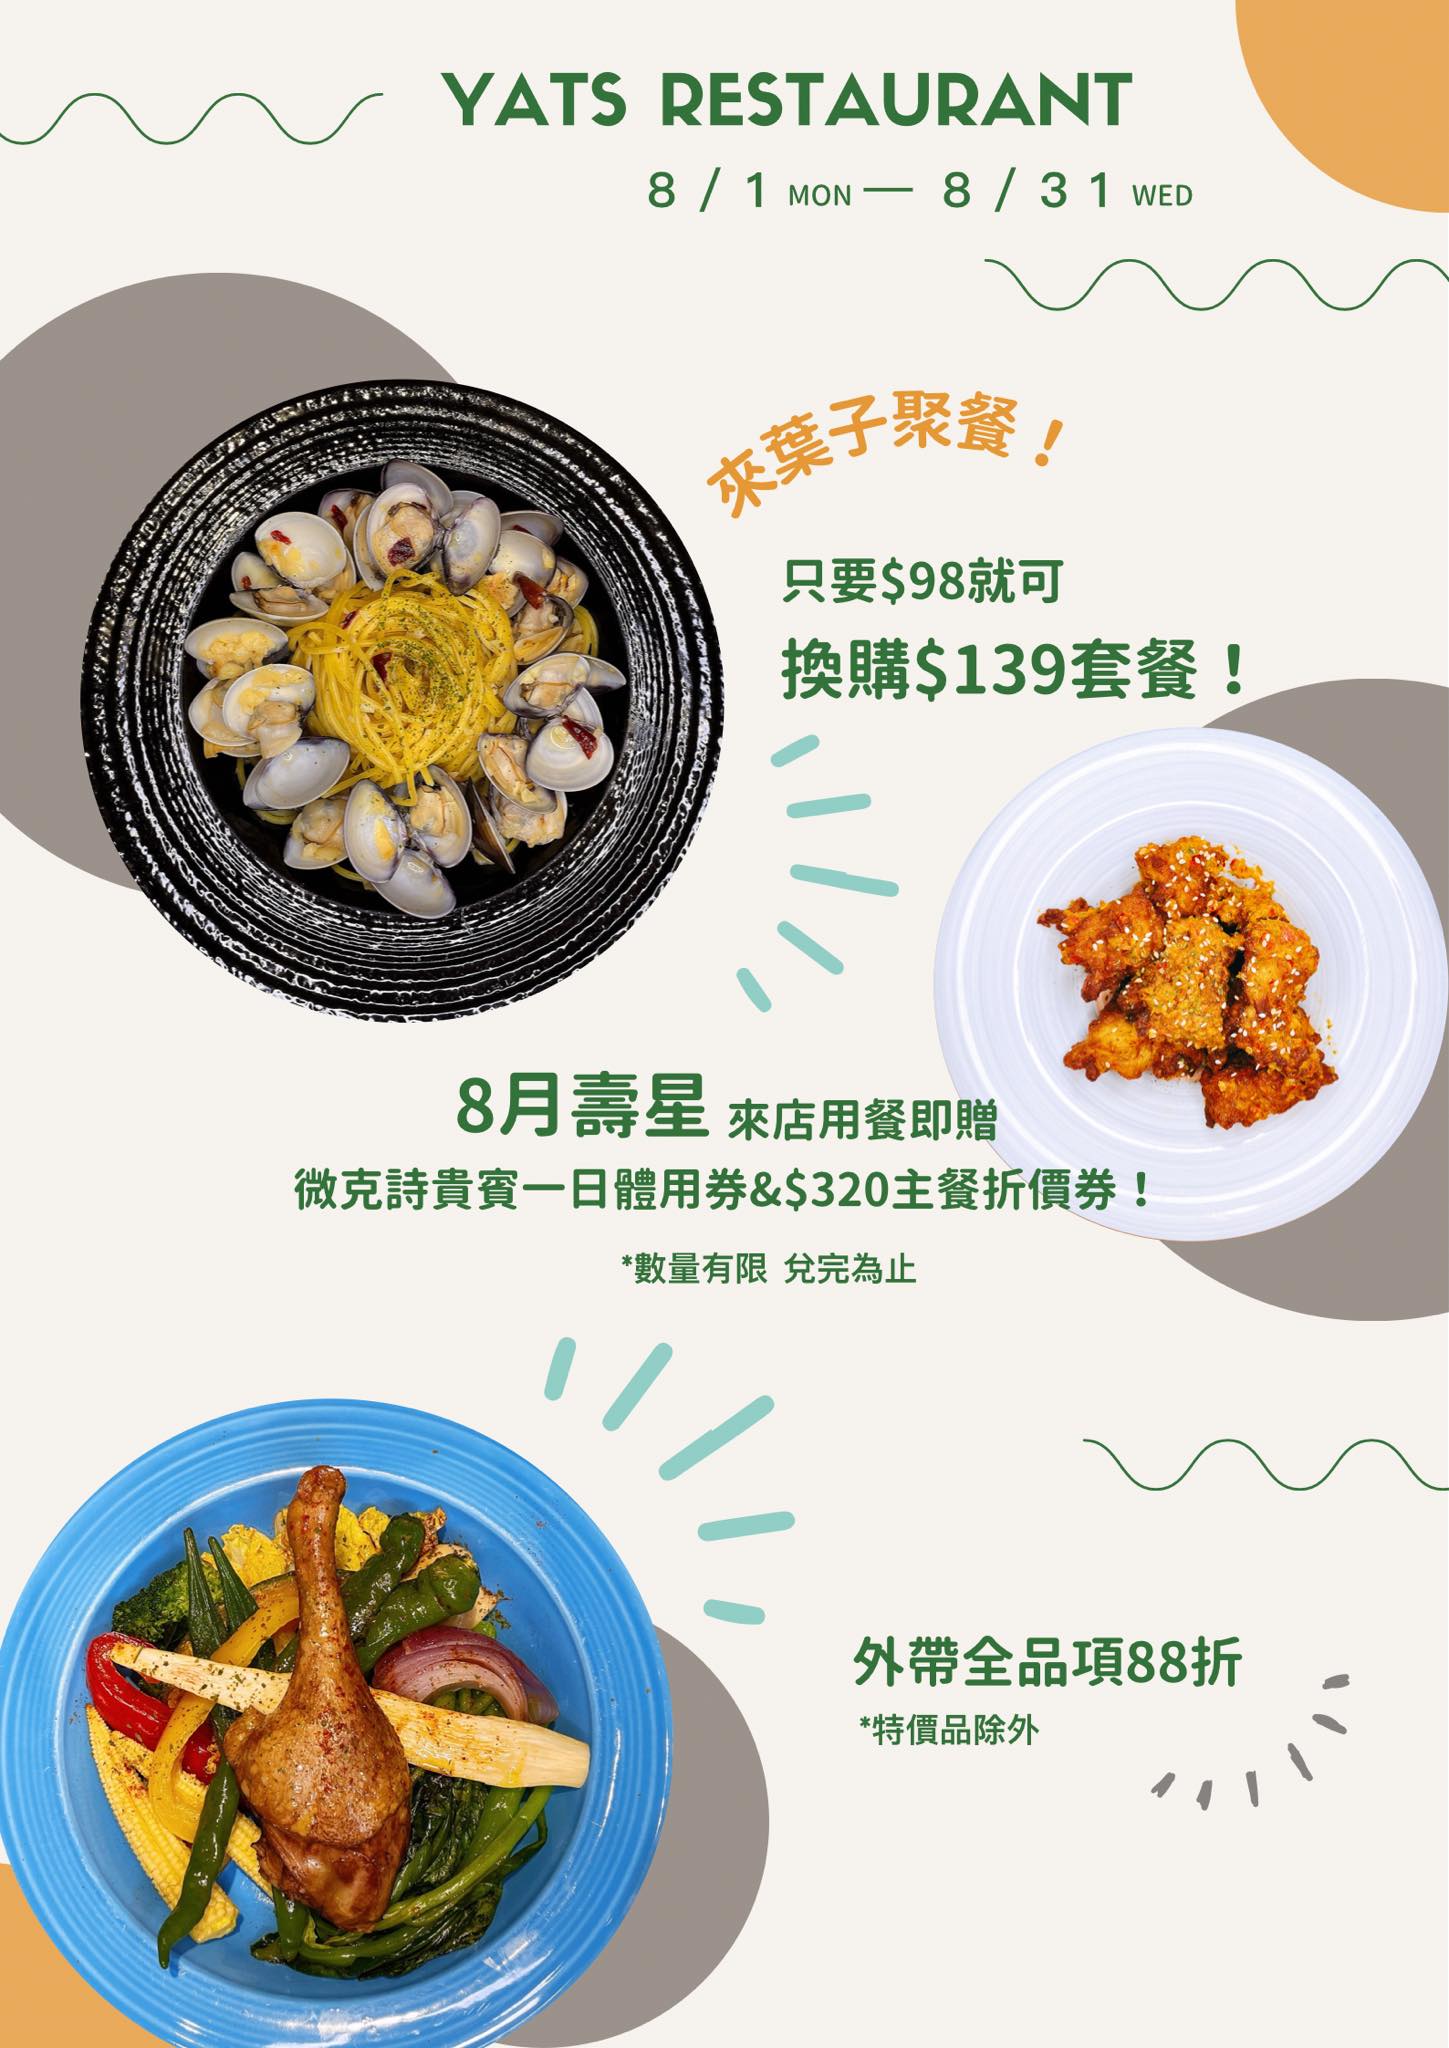 YATS RESTAURANT
8 / 1 MON — 8 / 31 WED
來葉子聚餐！
只要$98就可
換購$139套餐！
8月壽星 來店用餐即贈
微克詩貴賓一日體用券&$320主餐折價券！
*數量有限 兌完為止
外帶全品項88折
*特價品除外